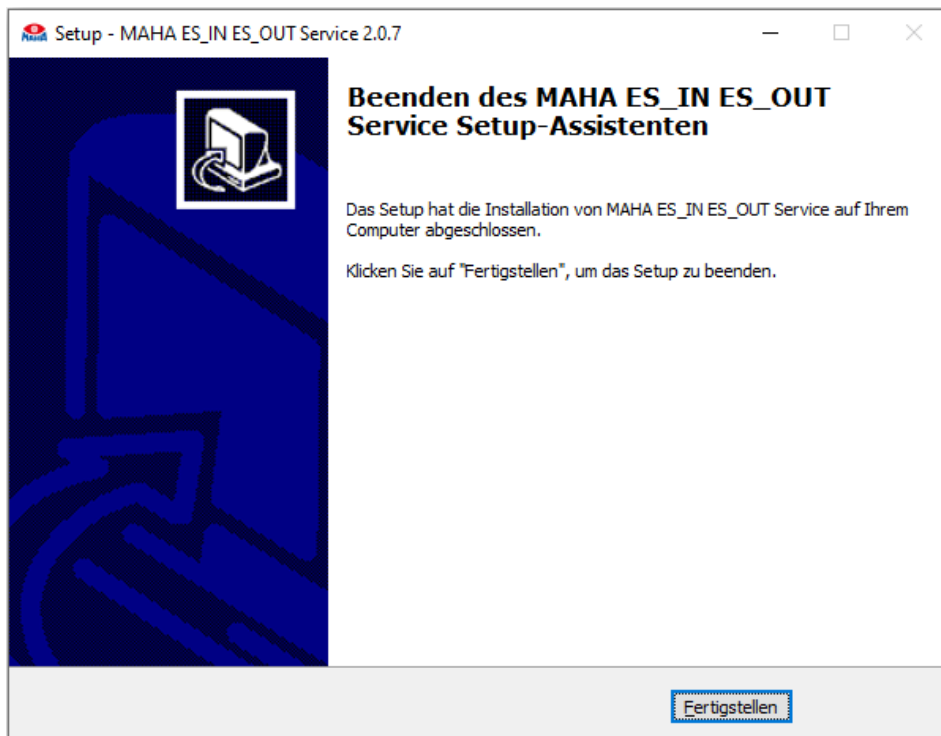 Setup - MAHA ES_IN ES_OUT Service 2.0.7
Beenden des MAHA ES_IN ES_OUT
Service Setup-Assistenten
Das Setup hat die Installation von MAHA ES_IN ES_OUT Service auf Ihrem
Computer abgeschlossen.
Klicken Sie auf "Fertigstellen", um das Setup zu beenden.
Fertigstellen